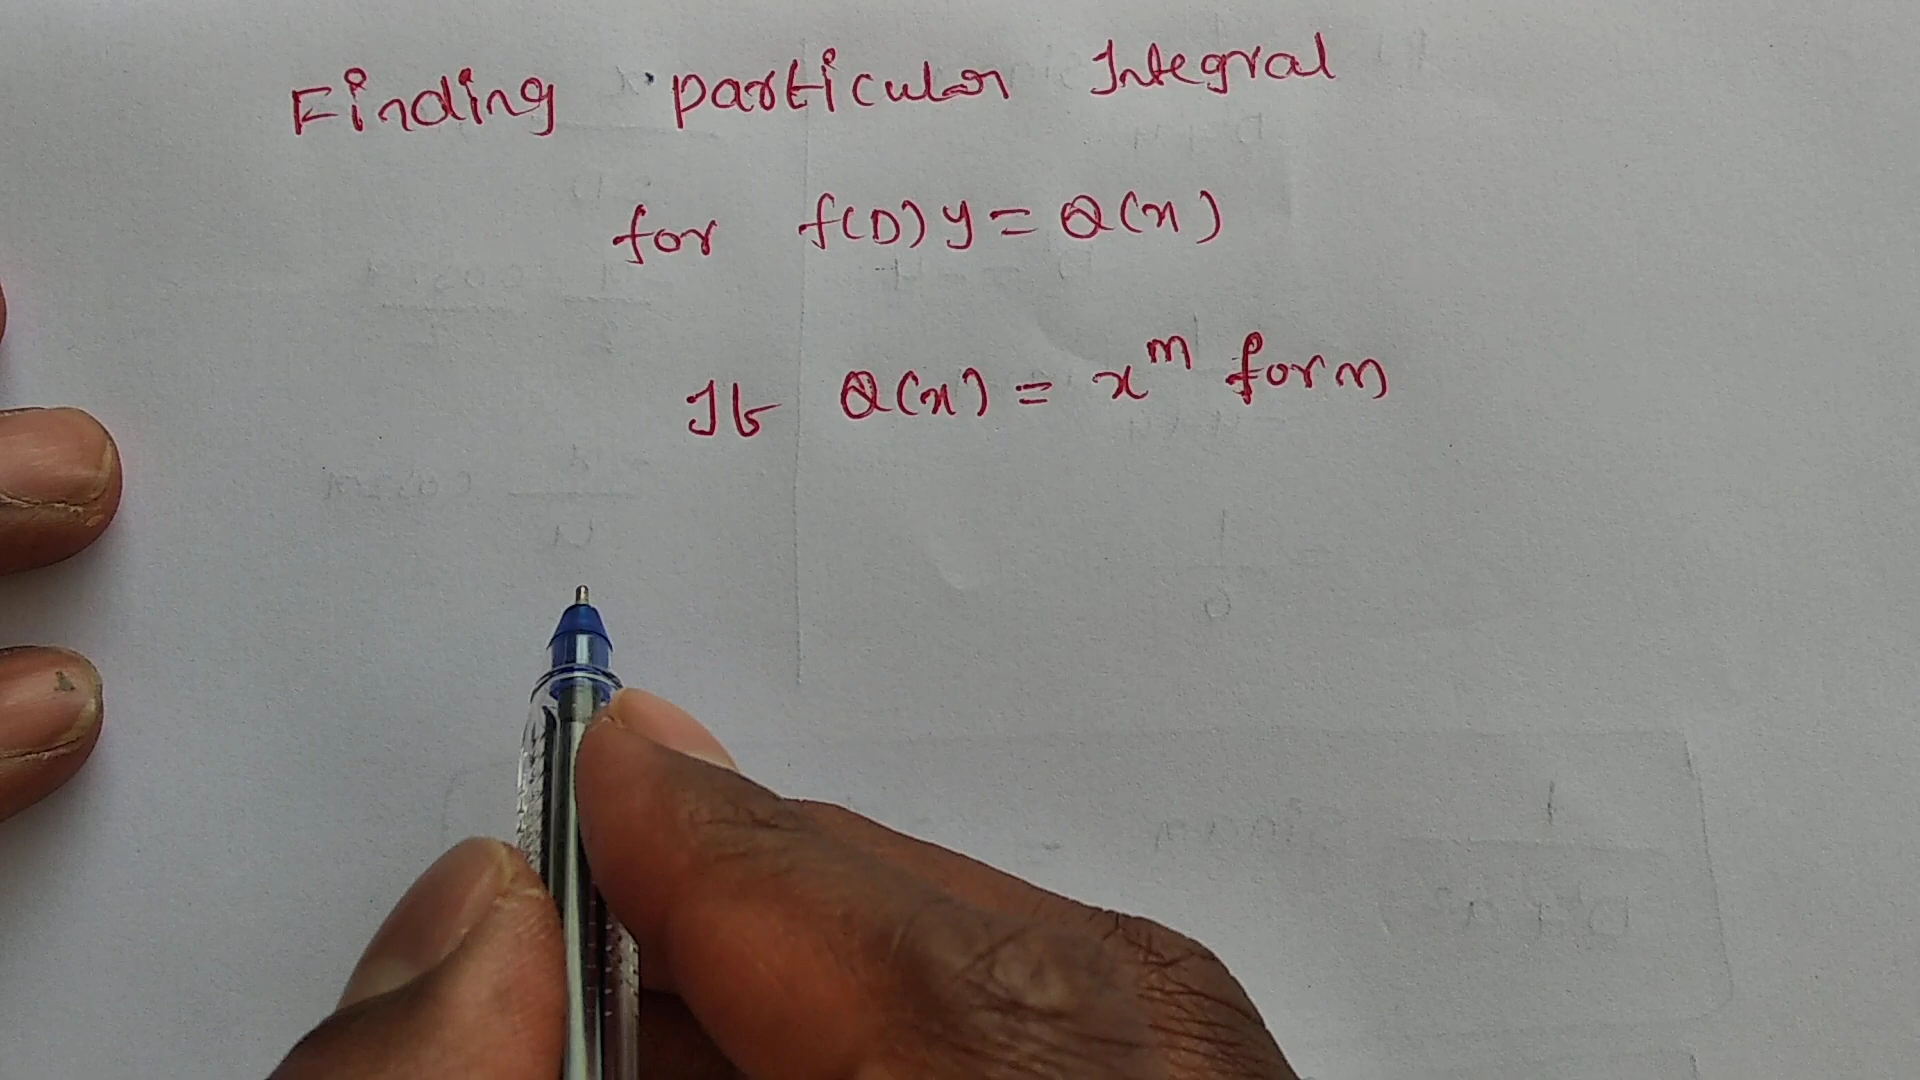 Finding particular Integral
for f(D)y = Q(x)
If Q(x) = x^m form